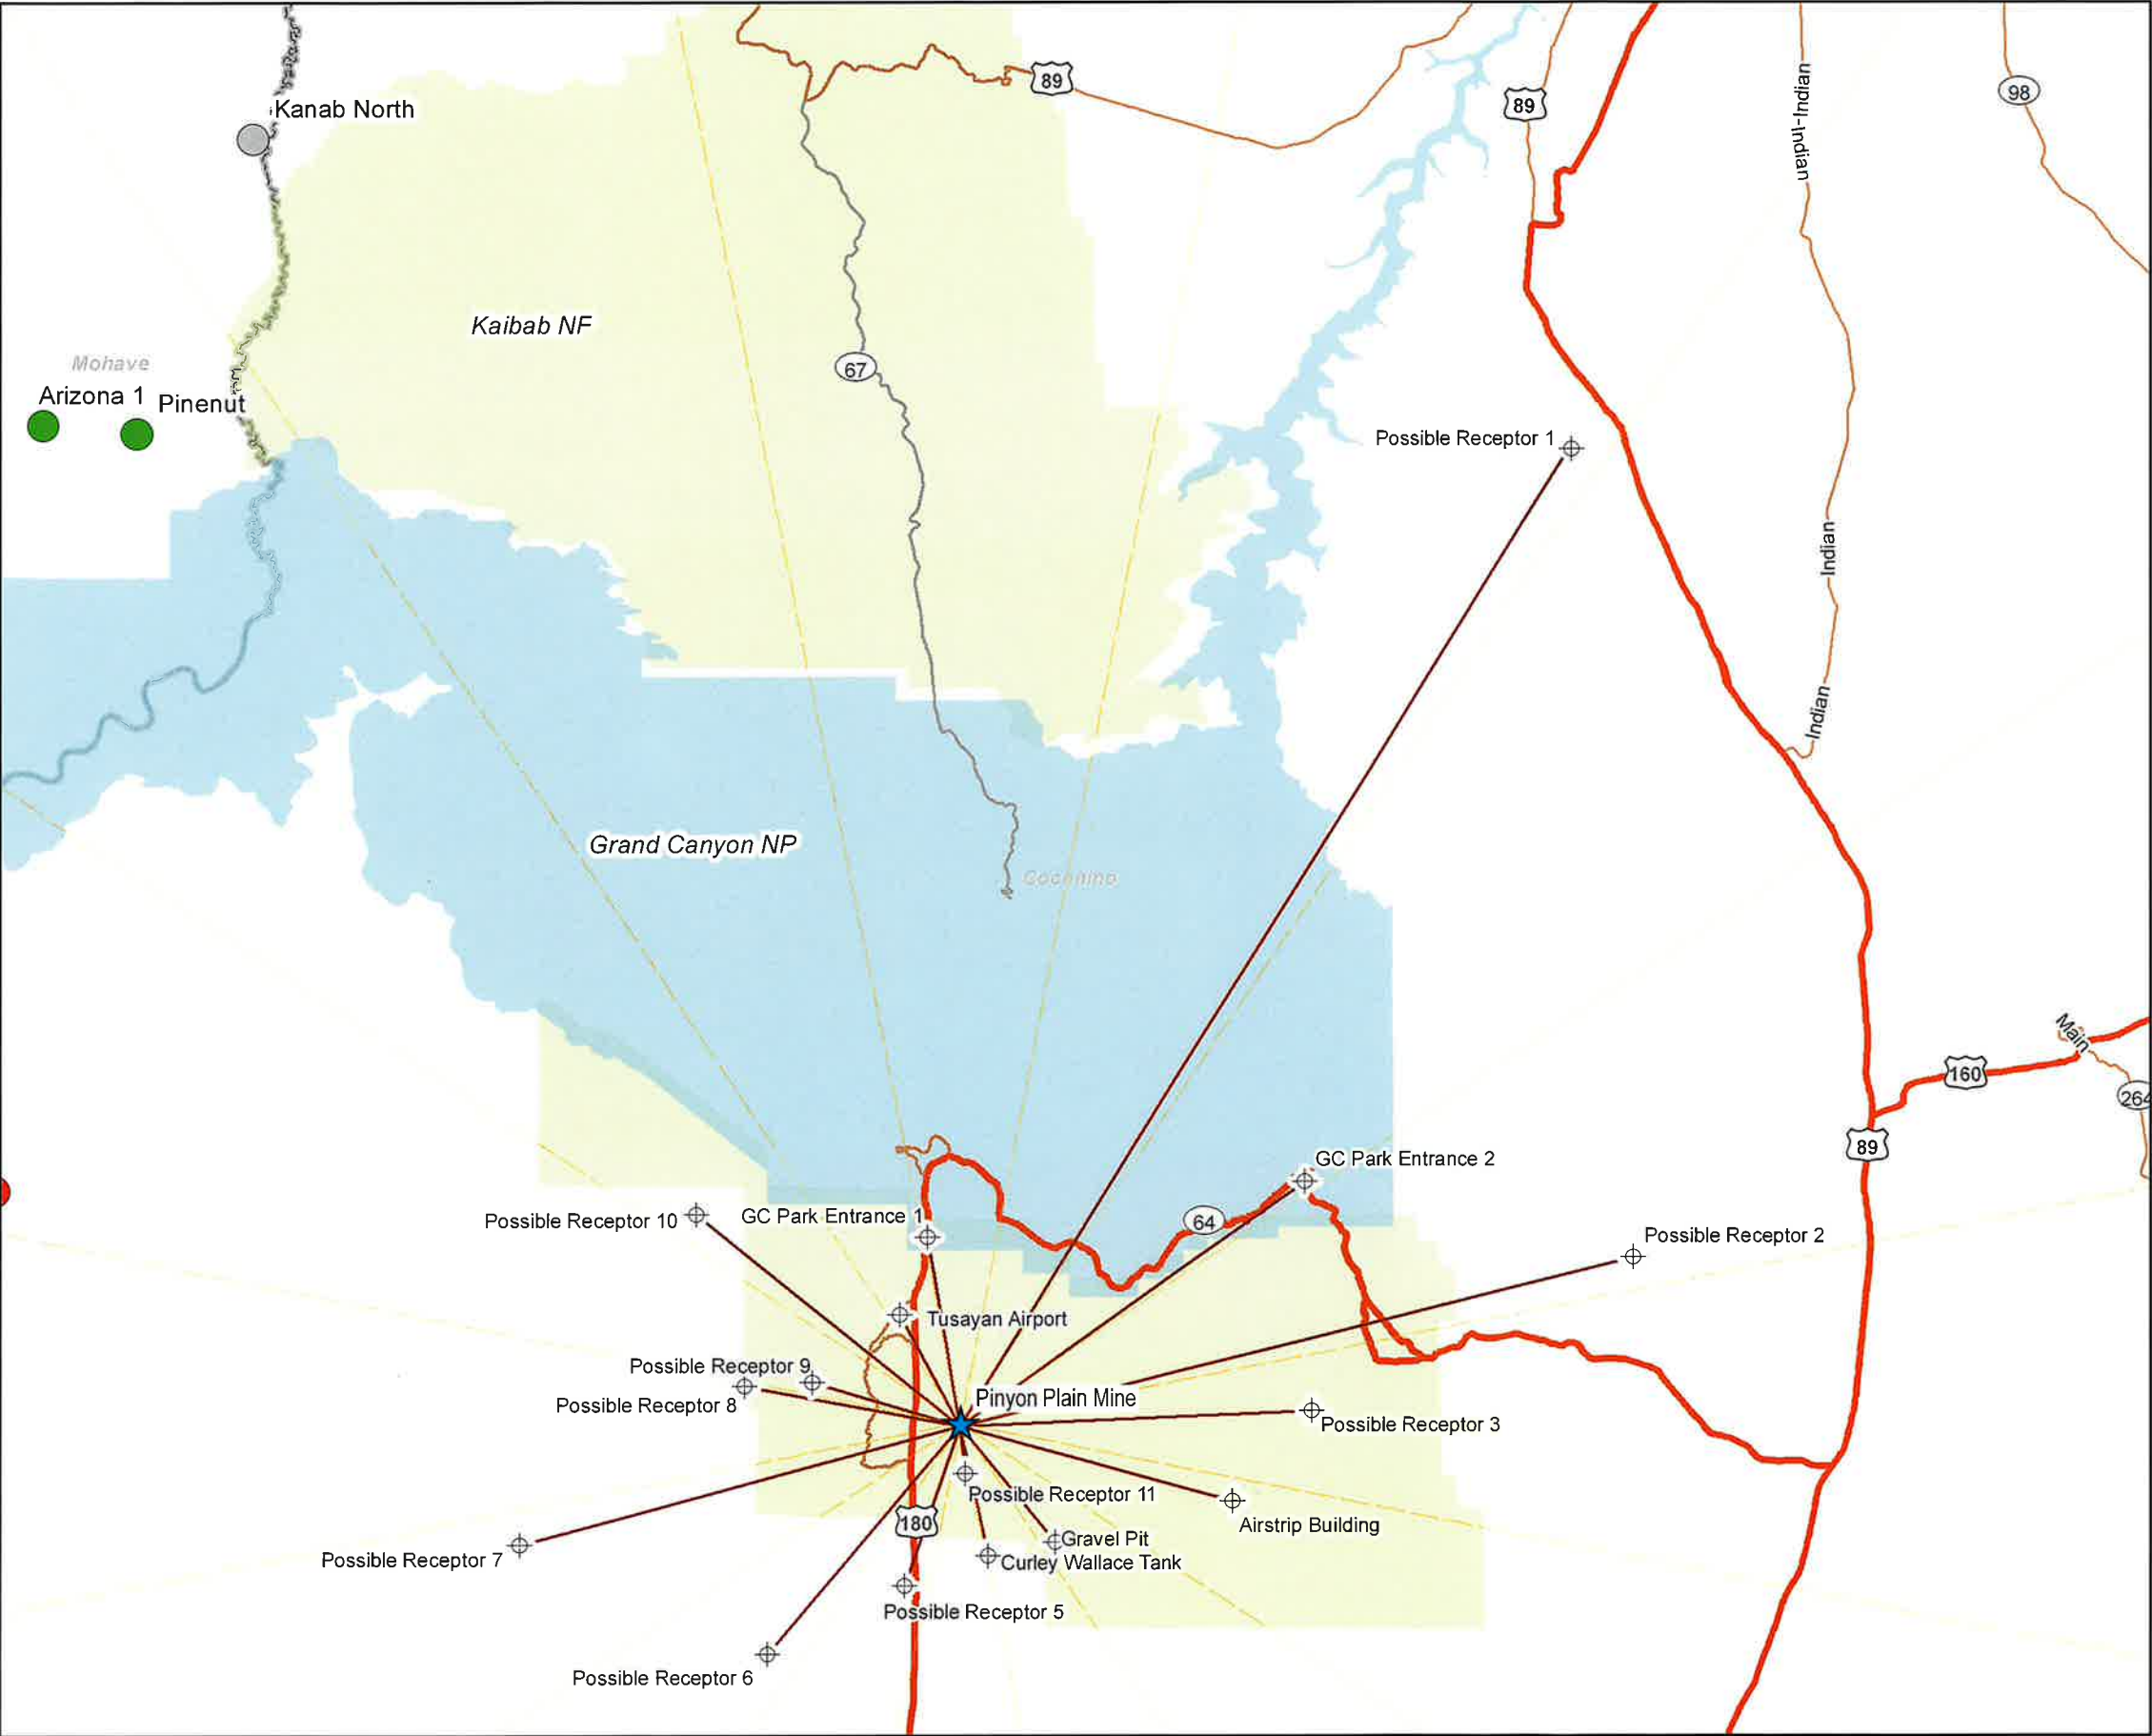 89
89
98
Indian-Indian
Kanab North
Kaibab NF
Mohave
67
Arizona 1
Pinenut
Possible Receptor 1
Indian
Indian
Grand Canyon NP
Coconino
Main
160
264
89
GC Park Entrance 2
Possible Receptor 10
GC Park Entrance 1
64
Possible Receptor 2
Tusayan Airport
Possible Receptor 9
Possible Receptor 8
Pinyon Plain Mine
Possible Receptor 3
Possible Receptor 11
180
Airstrip Building
Gravel Pit
Possible Receptor 7
Curley Wallace Tank
Possible Receptor 5
Possible Receptor 6